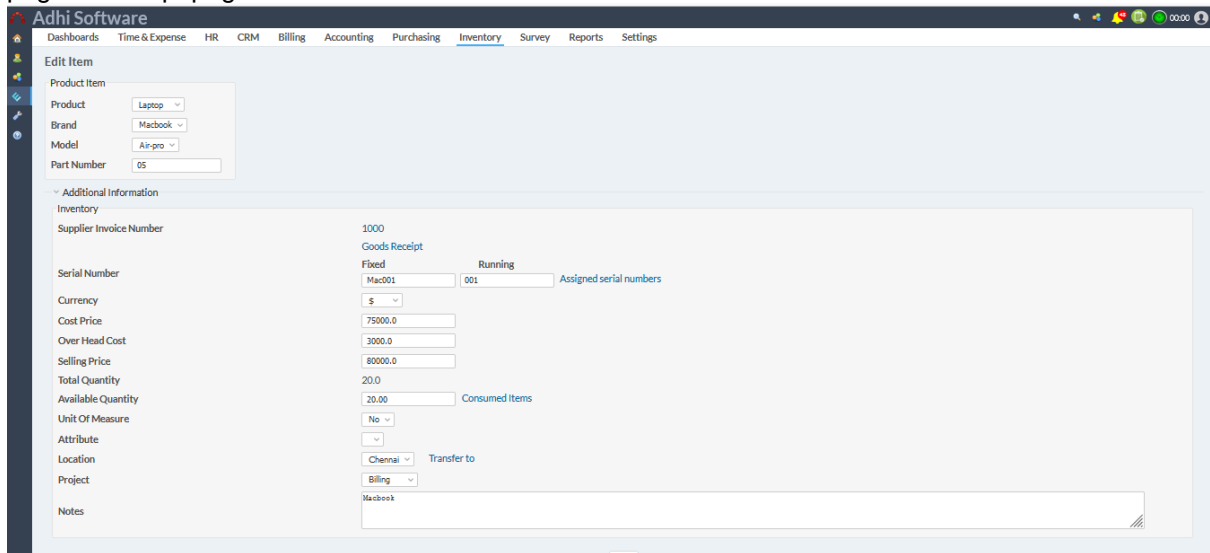 Adhi Software
48
00:00
Dashboards Time & Expense HR CRM Billing Accounting Purchasing Inventory Survey Reports Settings
Edit Item
Product Item
Product Laptop
Brand Macbook
Model Air-pro
Part Number 05
Additional Information
Inventory
Supplier Invoice Number 1000
Goods Receipt
Fixed Running
Serial Number Mac001 001 Assigned serial numbers
Currency $
Cost Price 75000.0
Over Head Cost 3000.0
Selling Price 80000.0
Total Quantity 20.0
Available Quantity 20.00 Consumed Items
Unit Of Measure No
Attribute
Location Chennai Transfer to
Project Billing
Notes Macbook